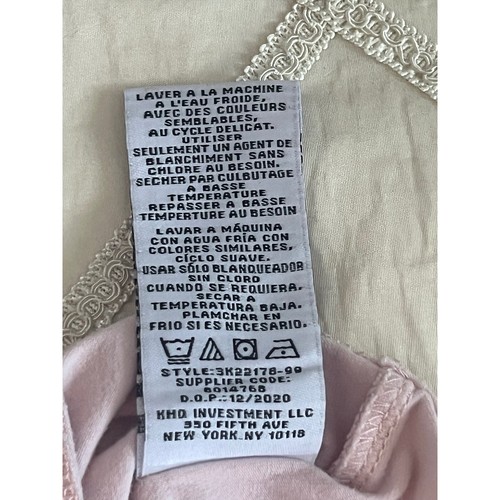 LAVER A LA MACHINE
A L'EAU FROIDE,
AVEC DES COULEURS
SEMBLABLES,
AU CYCLE DELICAT.
UTILISER
SEULEMENT UN AGENT DE
BLANCHIMENT SANS
CHLORE AU BESOIN.
SECHER PAR CULBUTAGE
A BASSE
TEMPERATURE
REPASSER A BASSE
TEMPERTURE AU BESOIN
LAVAR A MÁQUINA
CON AGUA FRÍA CON
COLORES SIMILARES,
CÍCLO SUAVE.
USAR SÓLO BLANQUEADOR
SIN CLORO
CUANDO SE REQUIERA.
SECAR A
TEMPERATURA BAJA.
PLAMCHAR EN
FRIO SI ES NECESARIO.
STYLE:3K22178-99
SUPPLIER CODE:
8014768
D.O.P.:12/2020
KHQ INVESTMENT LLC
350 FIFTH AVE
NEW YORK.NY 10118